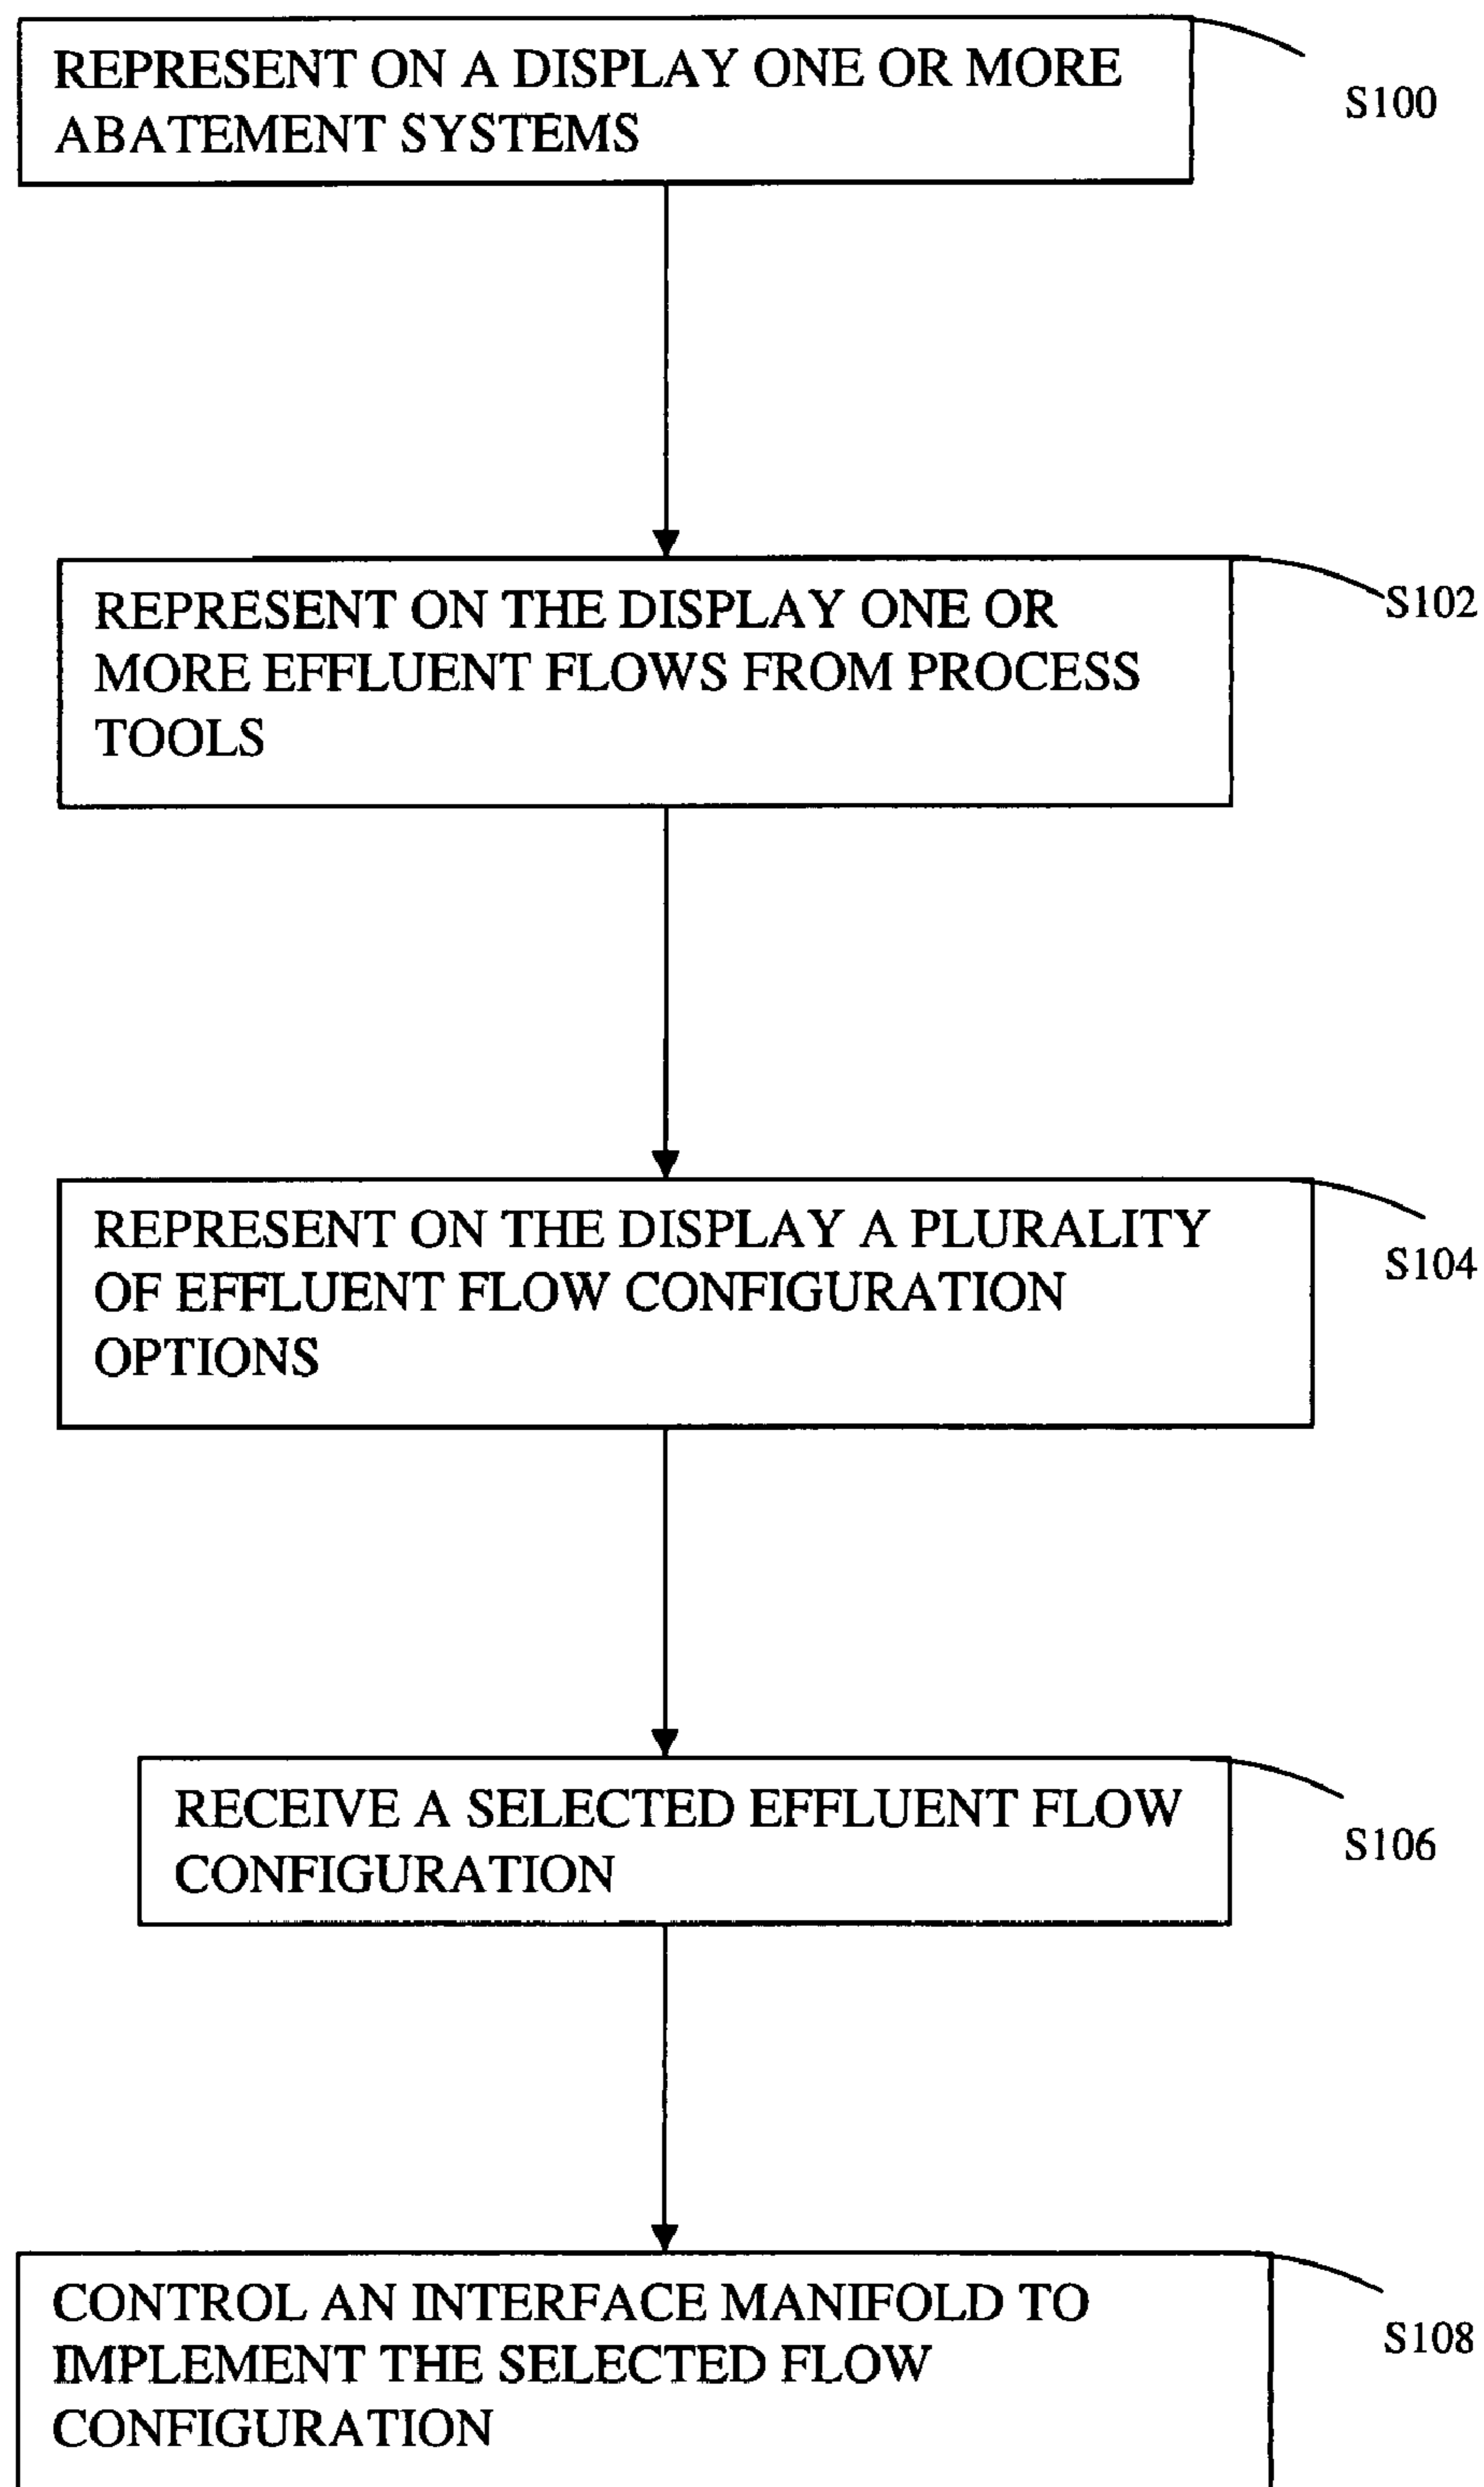 REPRESENT ON A DISPLAY ONE OR MORE
ABATEMENT SYSTEMS
S100
REPRESENT ON THE DISPLAY ONE OR
MORE EFFLUENT FLOWS FROM PROCESS
TOOLS
S102
REPRESENT ON THE DISPLAY A PLURALITY
OF EFFLUENT FLOW CONFIGURATION
OPTIONS
S104
RECEIVE A SELECTED EFFLUENT FLOW
CONFIGURATION
S106
CONTROL AN INTERFACE MANIFOLD TO
IMPLEMENT THE SELECTED FLOW
CONFIGURATION
S108